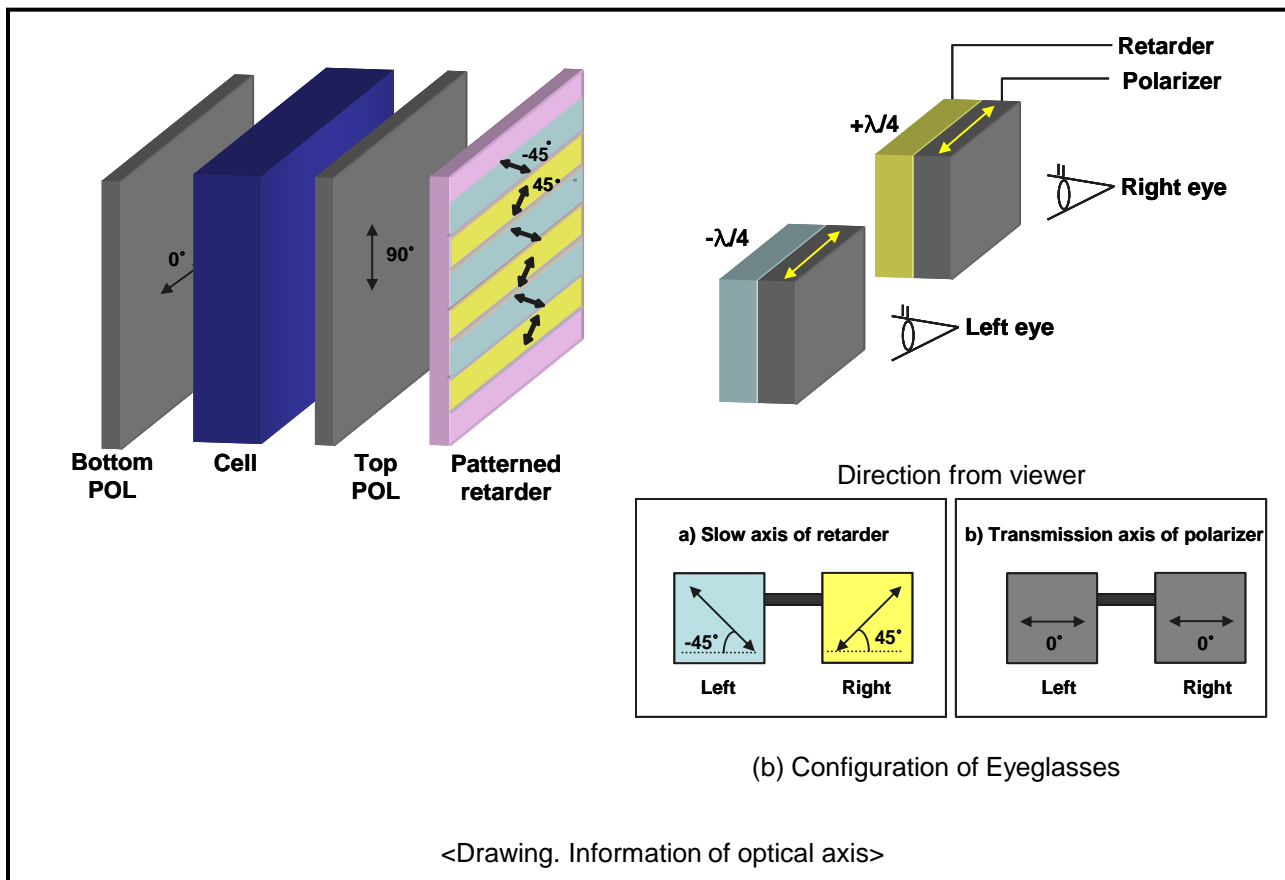 Retarder
Polarizer
+λ/4
Right eye
-λ/4
Left eye
-45˚
45˚
0˚
90˚
Bottom
POL
Cell
Top
POL
Patterned
retarder
Direction from viewer
a) Slow axis of retarder
-45˚
45˚
Left
Right
b) Transmission axis of polarizer
0˚
0˚
Left
Right
(b) Configuration of Eyeglasses
<Drawing. Information of optical axis>